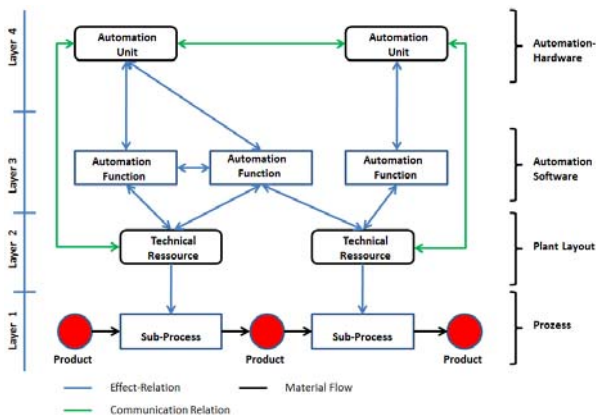 Layer 4
Automation
Unit
Automation
Unit
Automation-
Hardware
Layer 3
Automation
Function
Automation
Function
Automation
Function
Automation
Software
Layer 2
Technical
Ressource
Technical
Ressource
Plant Layout
Layer 1
Sub-Process
Sub-Process
Prozess
Product
Product
Product
Effect-Relation
Material Flow
Communication Relation